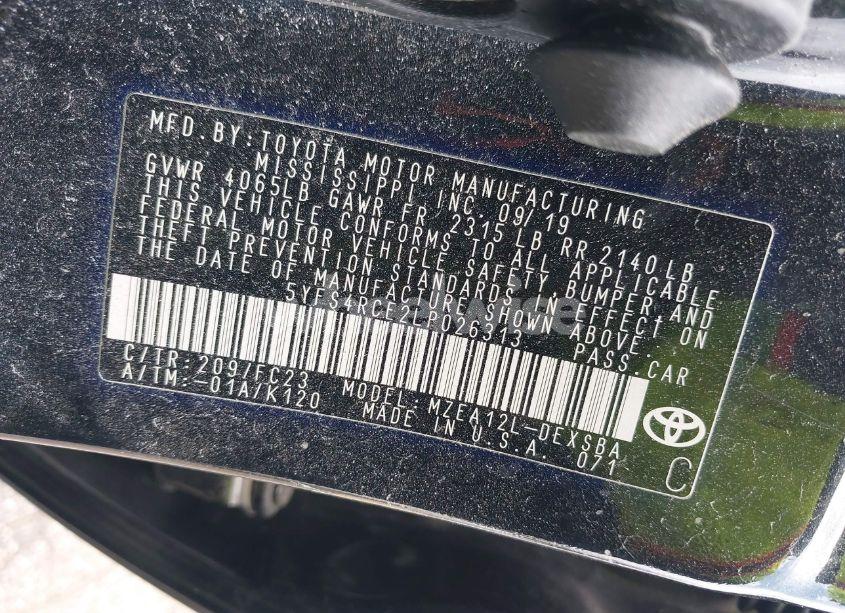 MFD.BY:TOYOTA MOTOR MANUFACTURING
MISSISSIPPI, INC. 09/19
GVWR 4065LB GAWR FR 2315 LB RR 2140LB
THIS VEHICLE CONFORMS TO ALL APPLICABLE
FEDERAL MOTOR VEHICLE SAFETY, BUMPER, AND
THEFT PREVENTION STANDARDS IN EFFECT ON
THE DATE OF MANUFACTURE SHOWN ABOVE.
5YFS4RCE2LP026313 PASS.CAR
C/TR: 209/FC23 MODEL: MZEA12L-DEXSBA
A/TM: -01A/K120 MADE IN U.S.A. 071
C